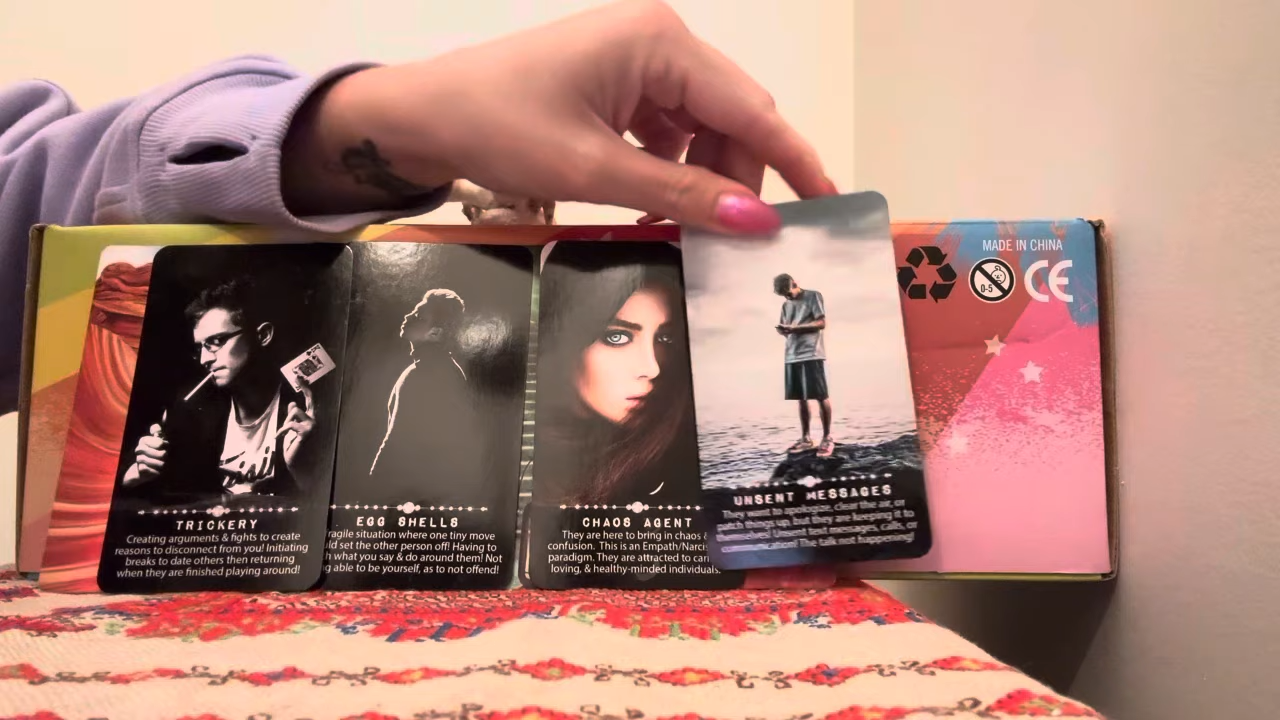 MADE IN CHINA
0-5
CE
TRICKERY
Creating arguments & fights to create
reasons to disconnect from you! Initiating
breaks to date others then returning
when they are finished playing around!
EGG SHELLS
ragile situation where one tiny move
ld set the other person off! Having to
h what you say & do around them! Not
g able to be yourself, as to not offend!
CHAOS AGENT
They are here to bring in chaos &
confusion. This is an Empath/Narcis
paradigm. They are attracted to cari
loving, & healthy-minded individuals.
UNSENT MESSAGES
They want to apologize, clear the air, or
patch things up, but they are keeping it to
themselves! Unsent text messages, calls, or
communication! The talk not happening!